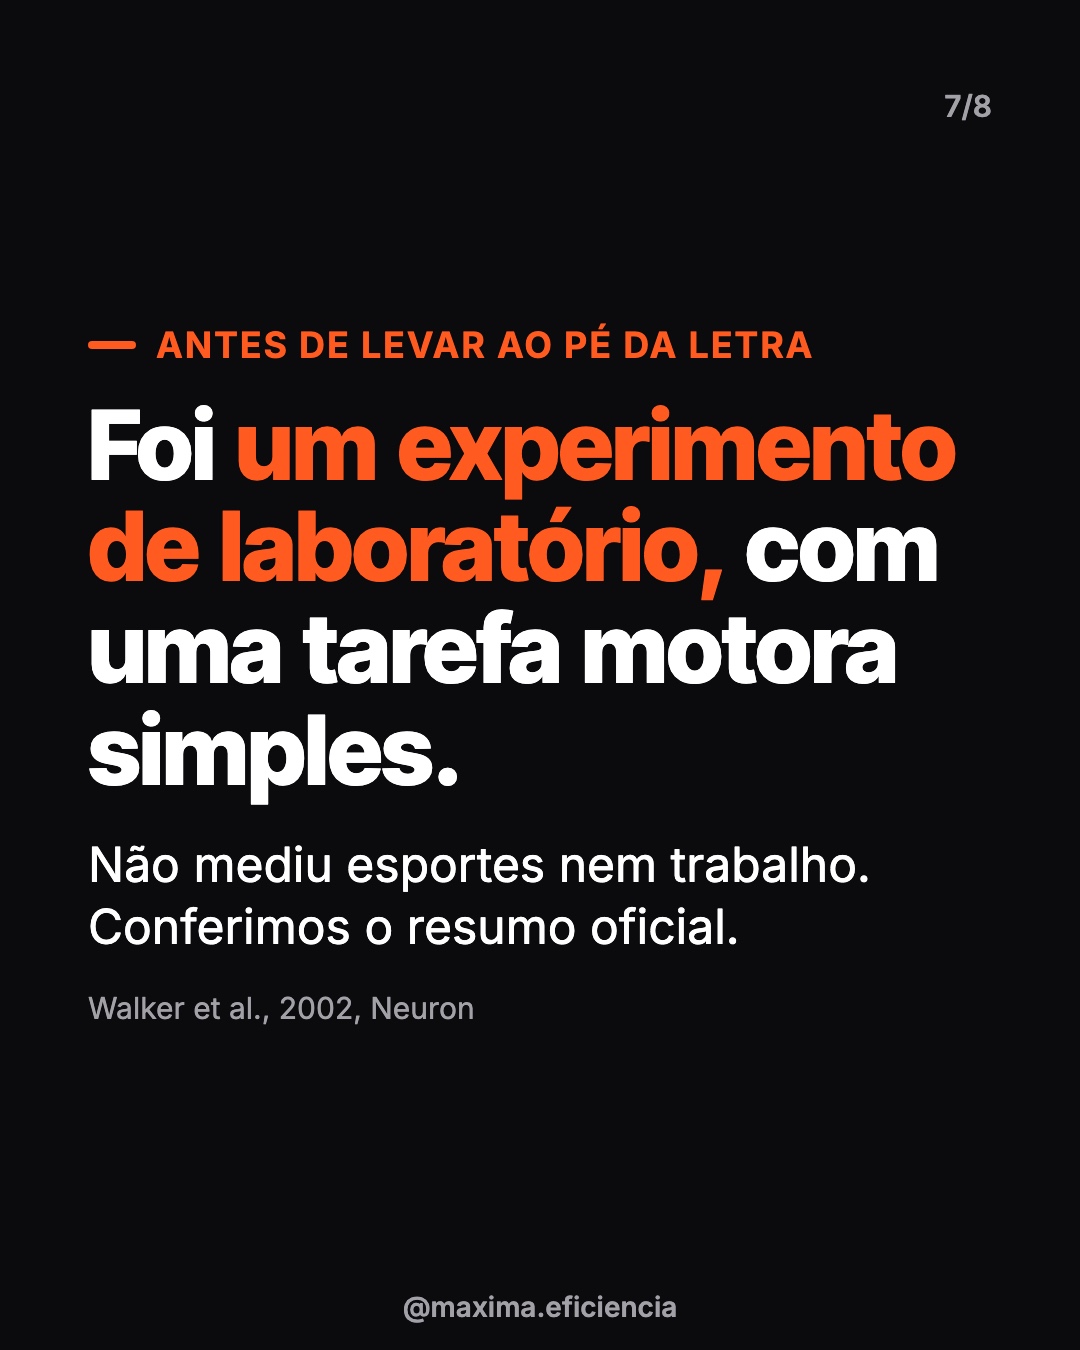 7/8
ANTES DE LEVAR AO PÉ DA LETRA
Foi um experimento
de laboratório, com
uma tarefa motora
simples.
Não mediu esportes nem trabalho.
Conferimos o resumo oficial.
Walker et al., 2002, Neuron
@maxima.eficiencia